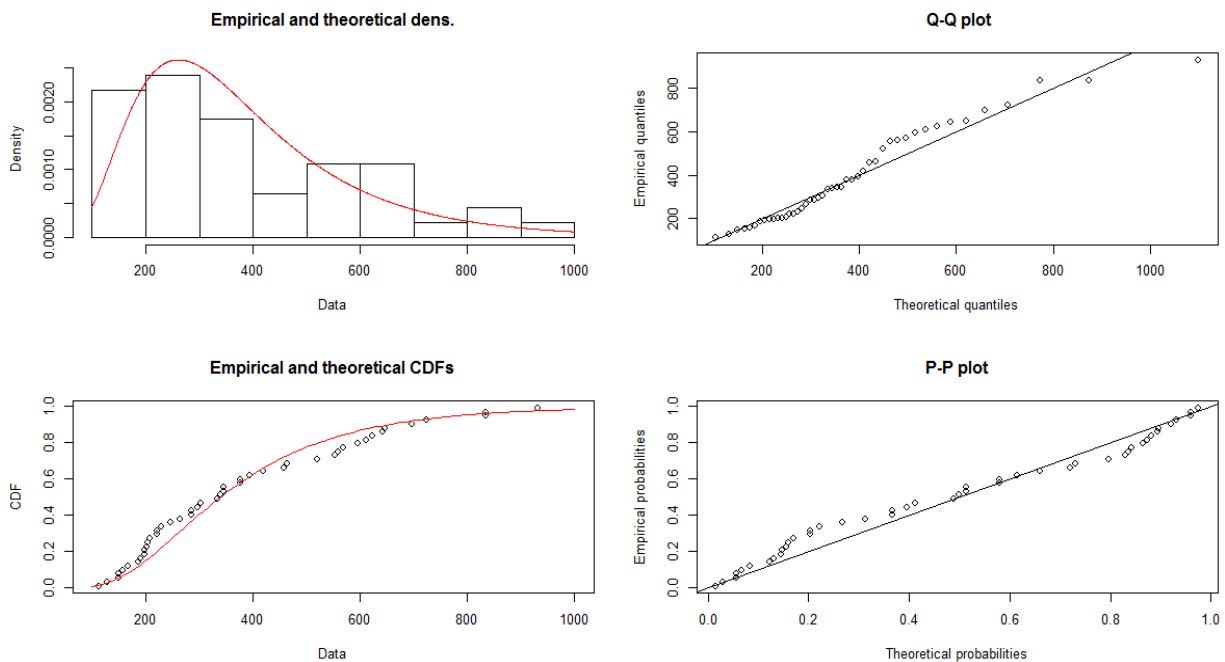 Empirical and theoretical dens.
Density
0.0000 0.0010 0.0020
200 400 600 800 1000
Data
Q-Q plot
Empirical quantiles
200 400 600 800
200 400 600 800 1000
Theoretical quantiles
Empirical and theoretical CDFs
CDF
0.0 0.2 0.4 0.6 0.8 1.0
200 400 600 800 1000
Data
P-P plot
Empirical probabilities
0.0 0.2 0.4 0.6 0.8 1.0
0.0 0.2 0.4 0.6 0.8 1.0
Theoretical probabilities